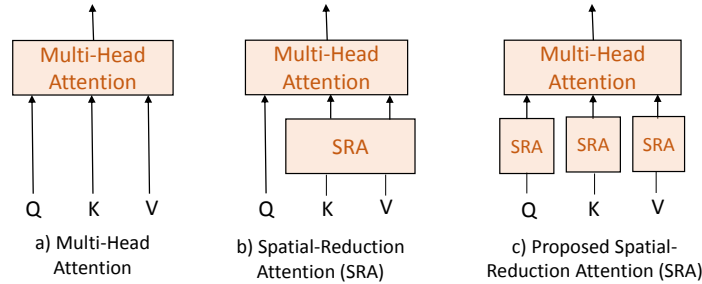 Multi-Head
Attention
Q
K
V
a) Multi-Head
Attention
Multi-Head
Attention
SRA
Q
K
V
b) Spatial-Reduction
Attention (SRA)
Multi-Head
Attention
SRA
SRA
SRA
Q
K
V
c) Proposed Spatial-
Reduction Attention (SRA)